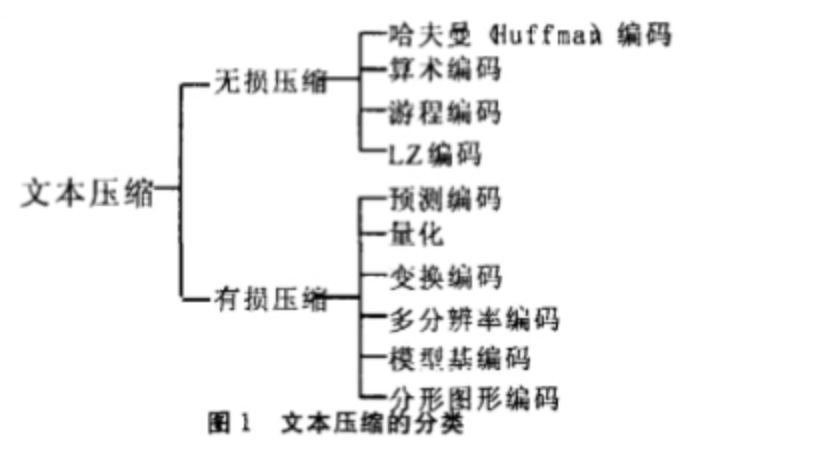 哈夫曼(Huffman)编码
无损压缩
算术编码
游程编码
LZ编码
文本压缩
预测编码
量化
变换编码
有损压缩
多分辨率编码
模型基编码
分形图形编码
图1 文本压缩的分类